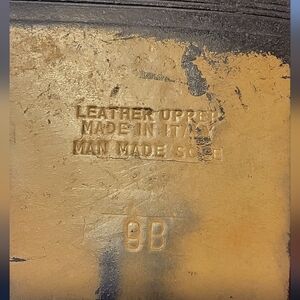 LEATHER UPPER
MADE IN ITALY
MAN MADE SOLE
9B